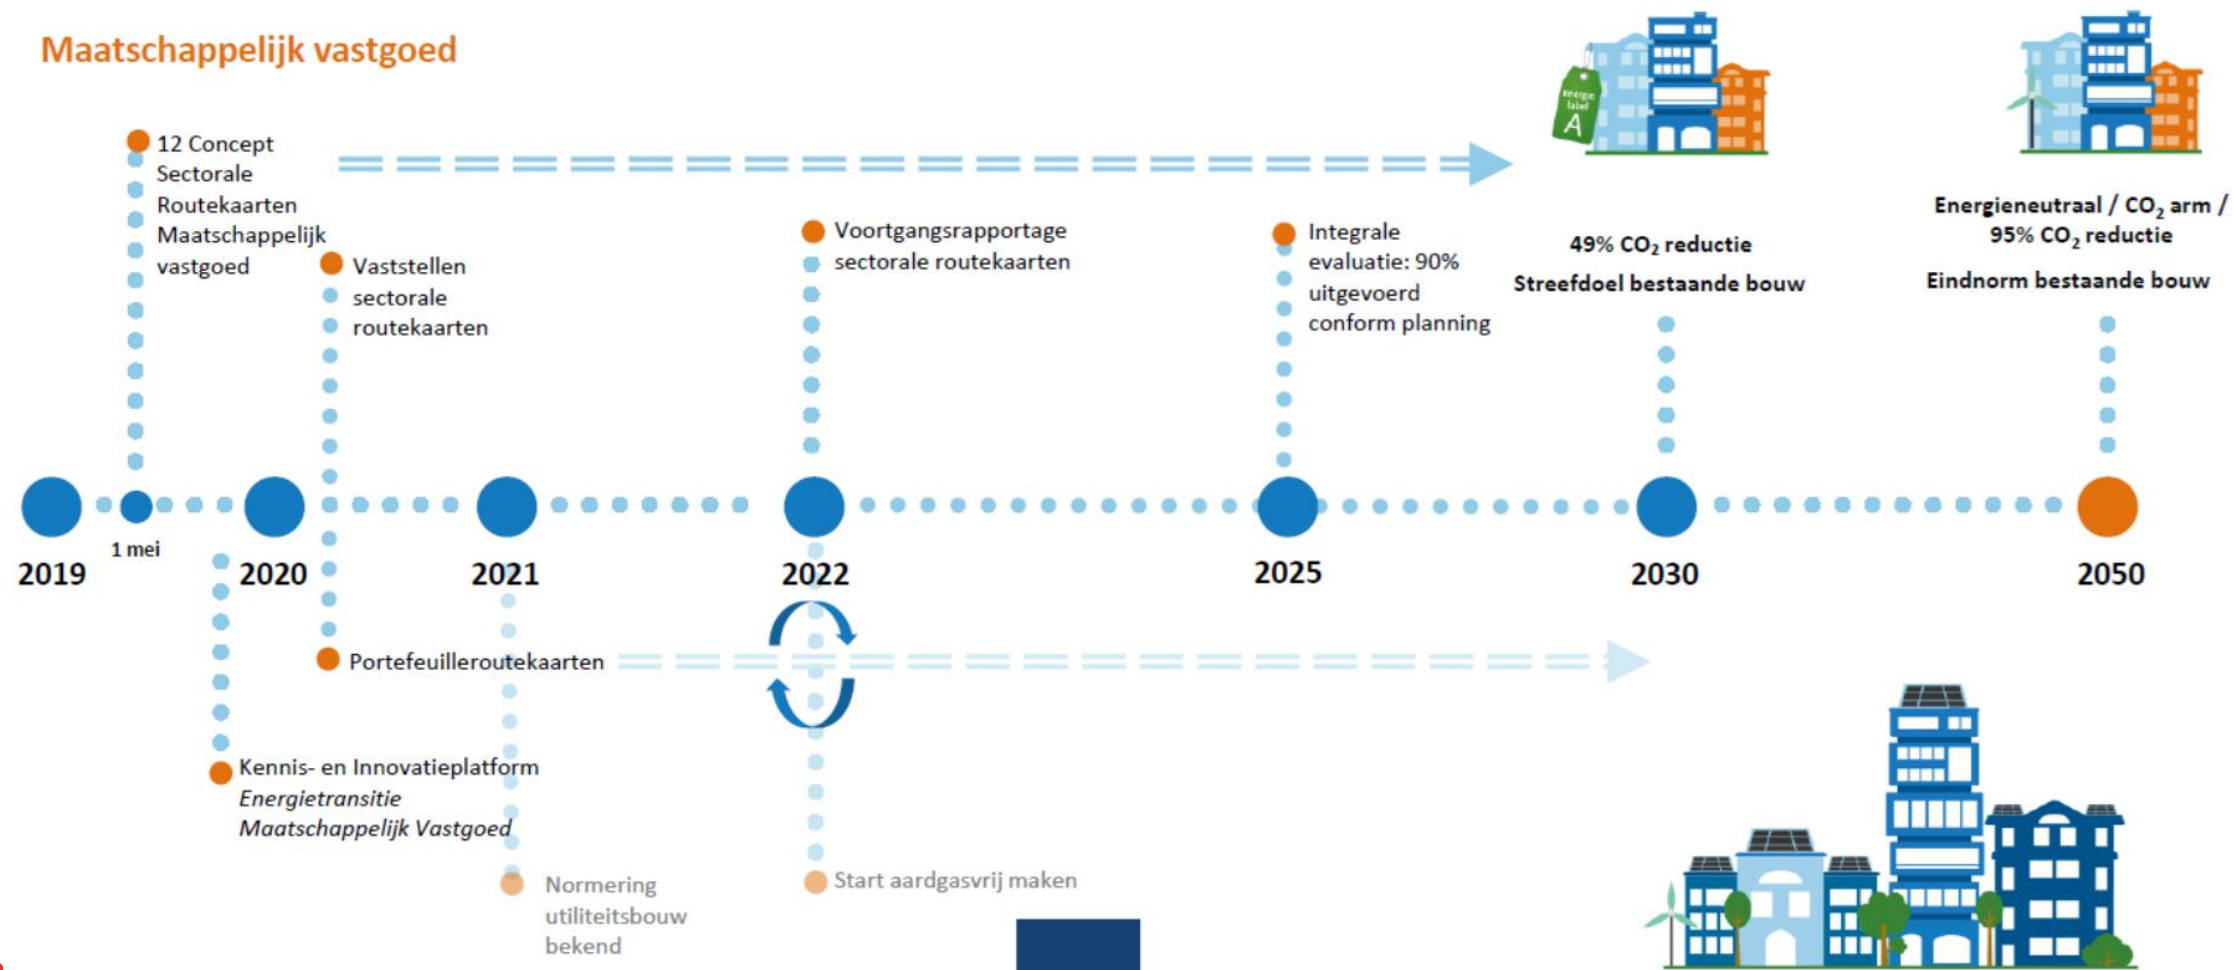 Maatschappelijk vastgoed
12 Concept
Sectorale
Routekaarten
Maatschappelijk
vastgoed
Vaststellen
sectorale
routekaarten
Voortgangsrapportage
sectorale routekaarten
Integrale
evaluatie: 90%
uitgevoerd
conform planning
Energie
label
A
49% CO₂ reductie
Streefdoel bestaande bouw
Energieneutraal / CO₂ arm /
95% CO₂ reductie
Eindnorm bestaande bouw
1 mei
2019
2020
2021
2022
2025
2030
2050
Portefeuilleroutekaarten
Kennis- en Innovatieplatform
Energietransitie
Maatschappelijk Vastgoed
Normering
utiliteitsbouw
bekend
Start aardgasvrij maken